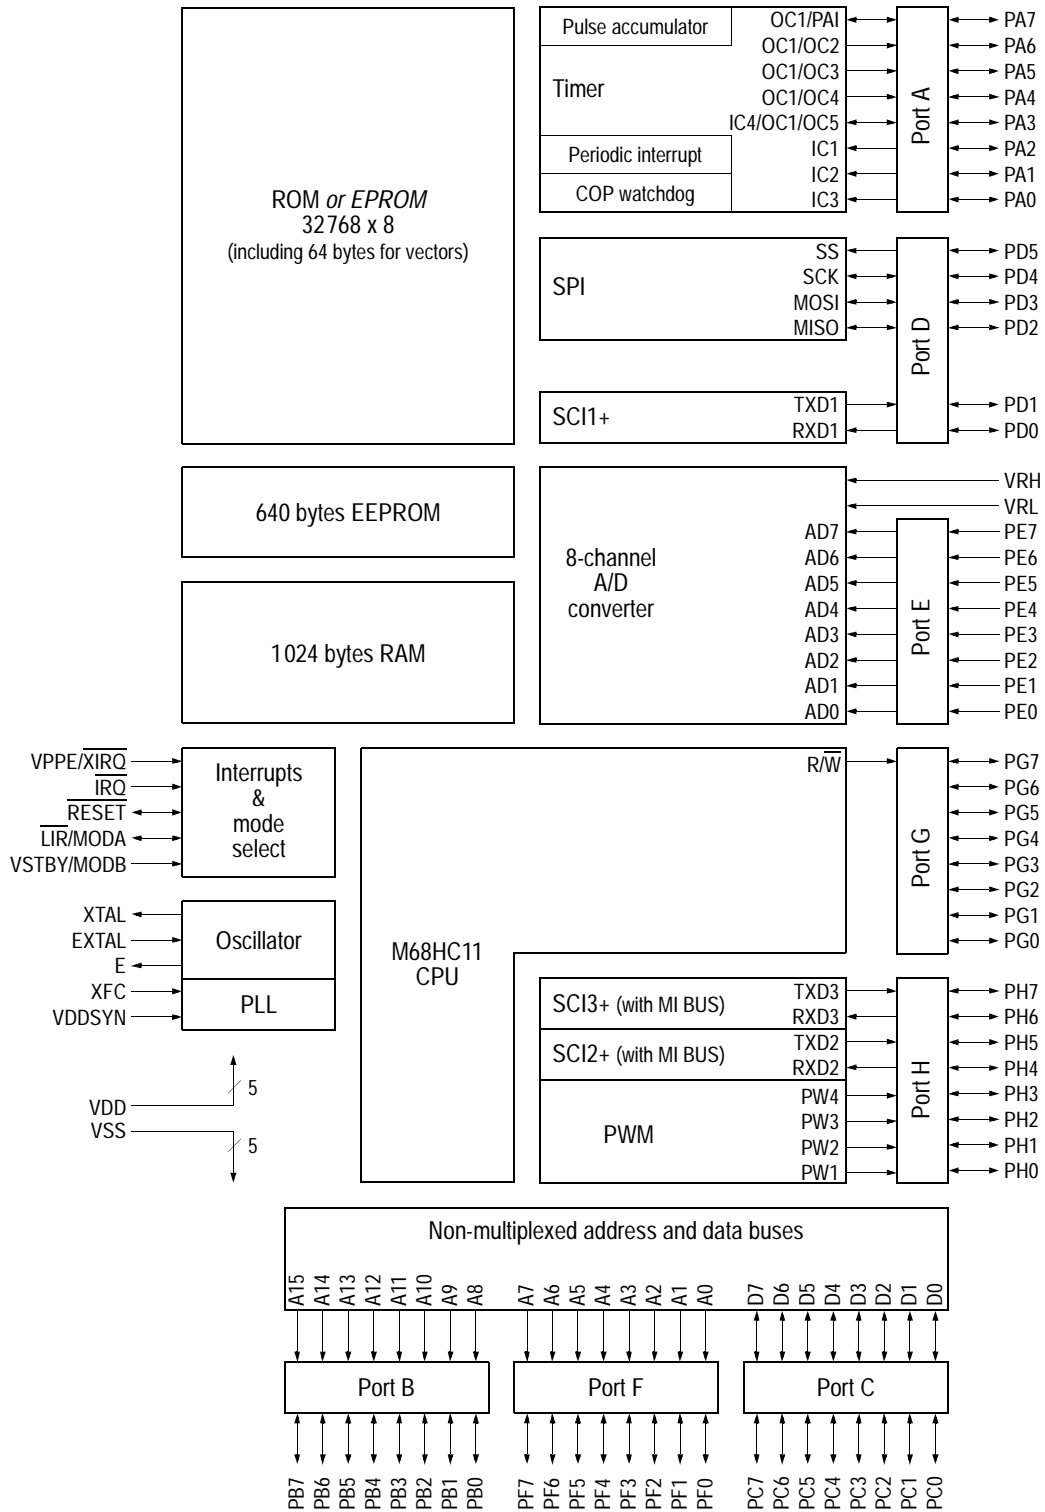 Pulse accumulator
Timer
Periodic interrupt
COP watchdog
OC1/PAI
OC1/OC2
OC1/OC3
OC1/OC4
IC4/OC1/OC5
IC1
IC2
IC3
Port A
PA7
PA6
PA5
PA4
PA3
PA2
PA1
PA0
ROM or EPROM
32768 x 8
(including 64 bytes for vectors)
SPI
SS
SCK
MOSI
MISO
SCI1+
TXD1
RXD1
Port D
PD5
PD4
PD3
PD2
PD1
PD0
640 bytes EEPROM
1024 bytes RAM
8-channel
A/D
converter
VRH
VRL
AD7
AD6
AD5
AD4
AD3
AD2
AD1
AD0
Port E
PE7
PE6
PE5
PE4
PE3
PE2
PE1
PE0
VPPE/XIRQ
IRQ
RESET
LIR/MODA
VSTBY/MODB
Interrupts
&
mode
select
XTAL
EXTAL
E
XFC
VDDSYN
Oscillator
PLL
VDD
VSS
5
5
M68HC11
CPU
R/W
Port G
PG7
PG6
PG5
PG4
PG3
PG2
PG1
PG0
SCI3+ (with MI BUS)
TXD3
RXD3
SCI2+ (with MI BUS)
TXD2
RXD2
PWM
PW4
PW3
PW2
PW1
Port H
PH7
PH6
PH5
PH4
PH3
PH2
PH1
PH0
Non-multiplexed address and data buses
A15
A14
A13
A12
A11
A10
A9
A8
A7
A6
A5
A4
A3
A2
A1
A0
D7
D6
D5
D4
D3
D2
D1
D0
Port B
Port F
Port C
PB7
PB6
PB5
PB4
PB3
PB2
PB1
PB0
PF7
PF6
PF5
PF4
PF3
PF2
PF1
PF0
PC7
PC6
PC5
PC4
PC3
PC2
PC1
PC0